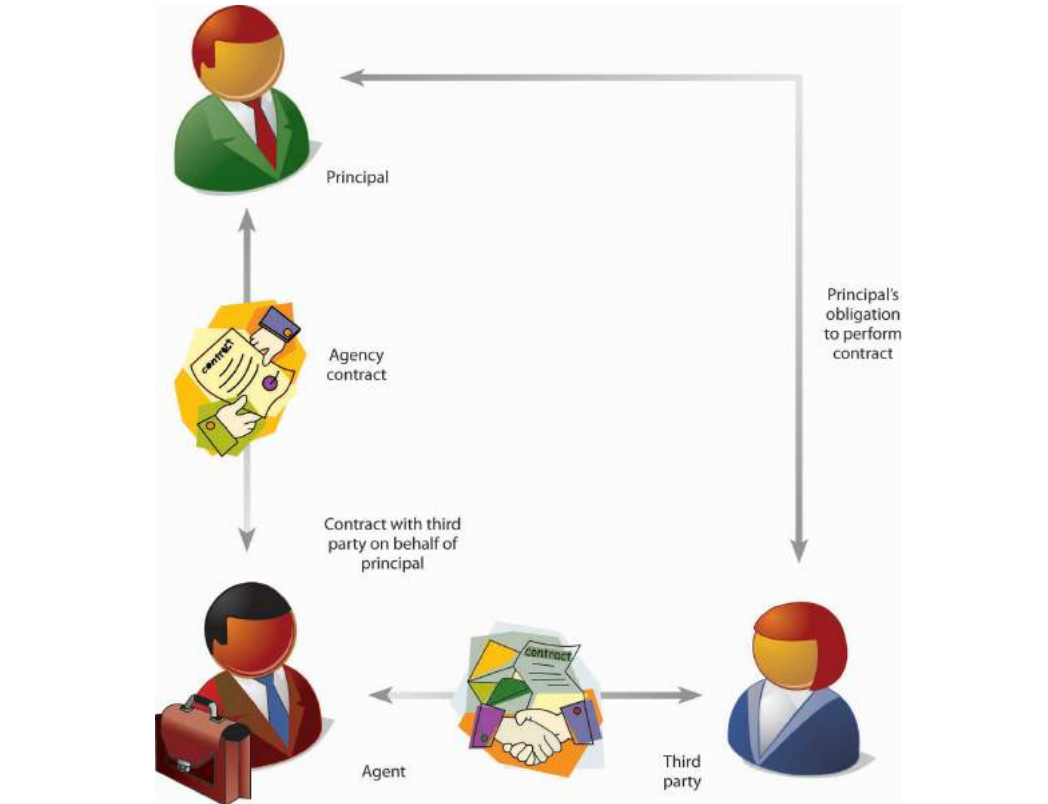 Principal
Principal's
obligation
to perform
contract
contract
Agency
contract
Contract with third
party on behalf of
principal
contract
Agent
Third
party